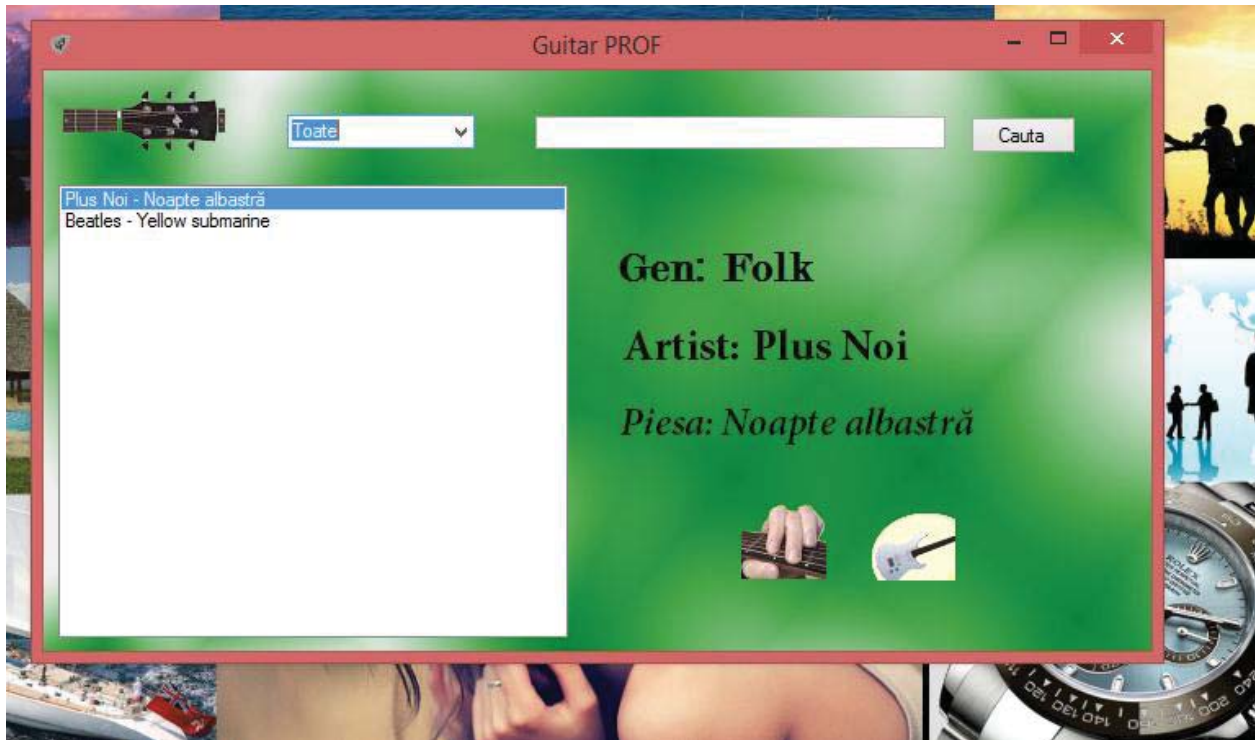 Guitar PROF
Toate
Cauta
Plus Noi - Noapte albastră
Beatles - Yellow submarine
Gen: Folk
Artist: Plus Noi
Piesa: Noapte albastră
ROLEX